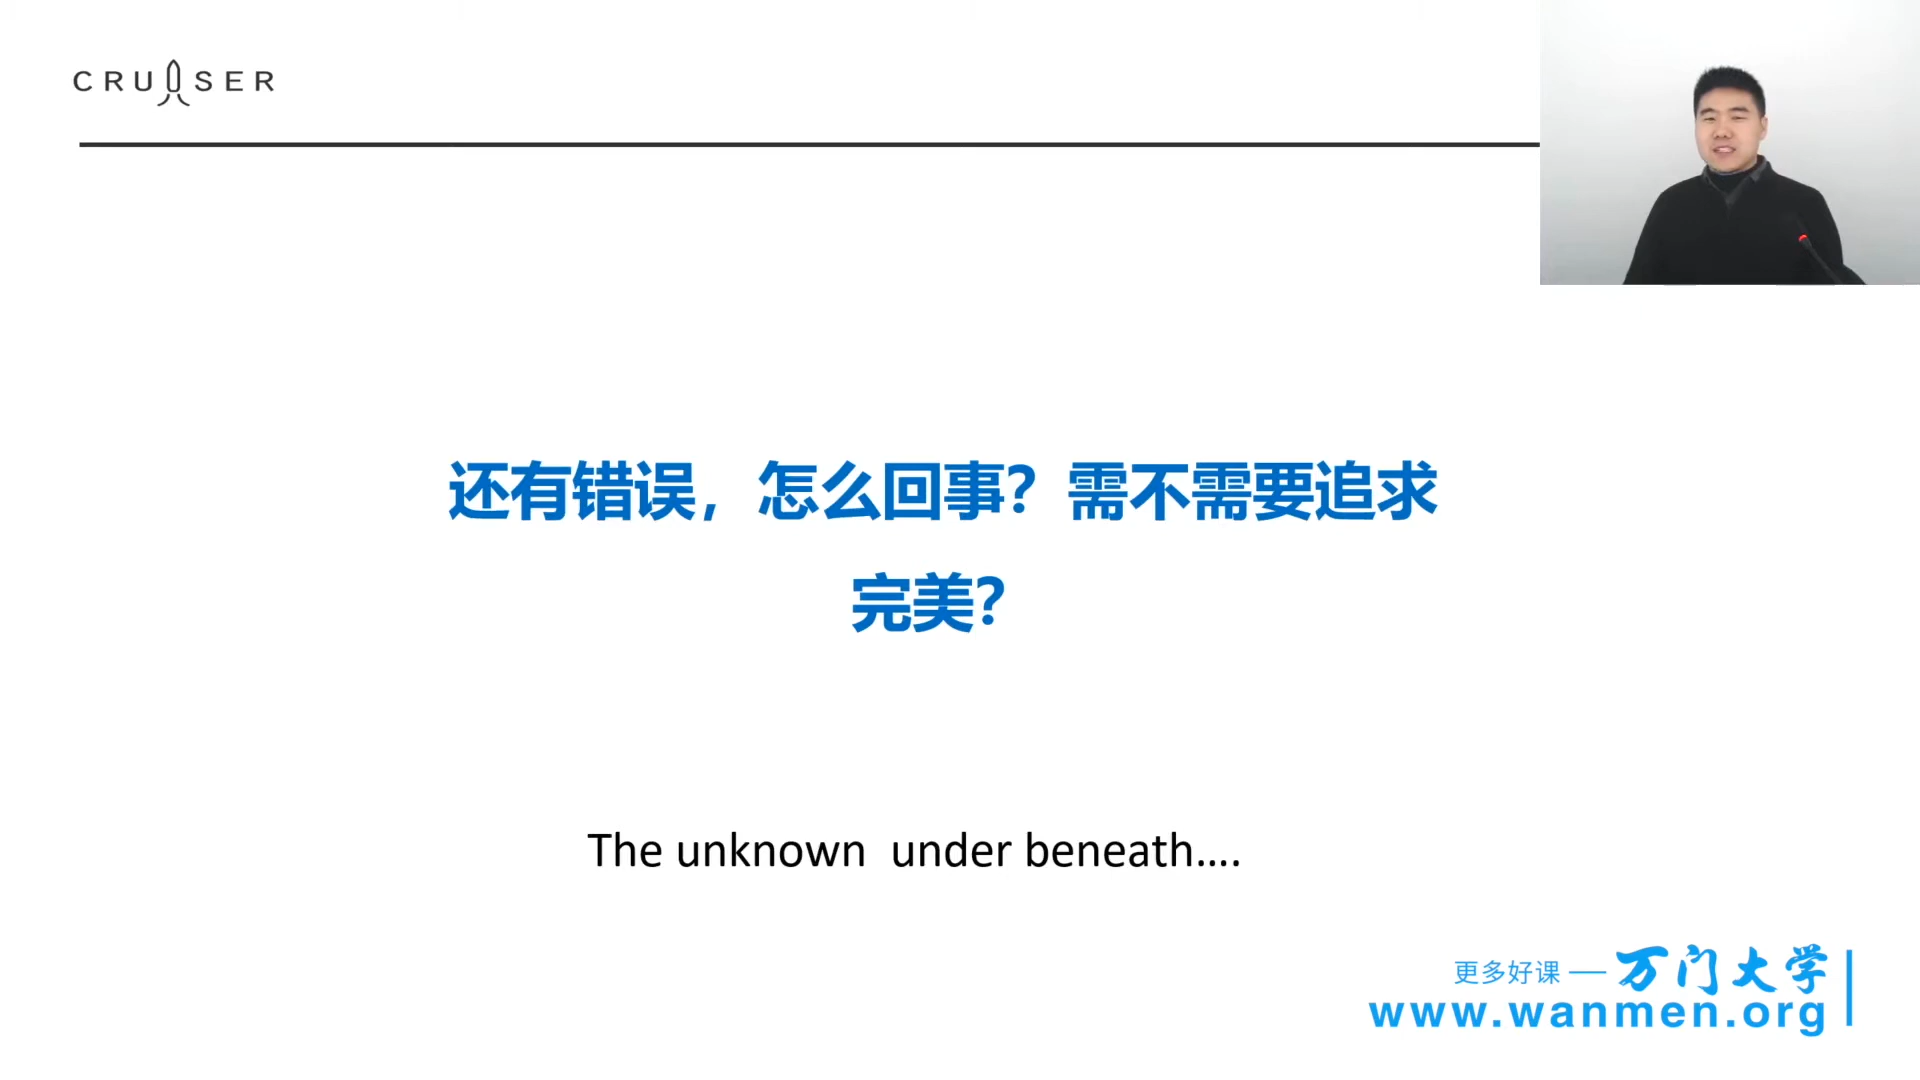 CRUISER
还有错误，怎么回事？需不需要追求
完美？
The unknown  under beneath....
更多好课 — 万门大学
www.wanmen.org